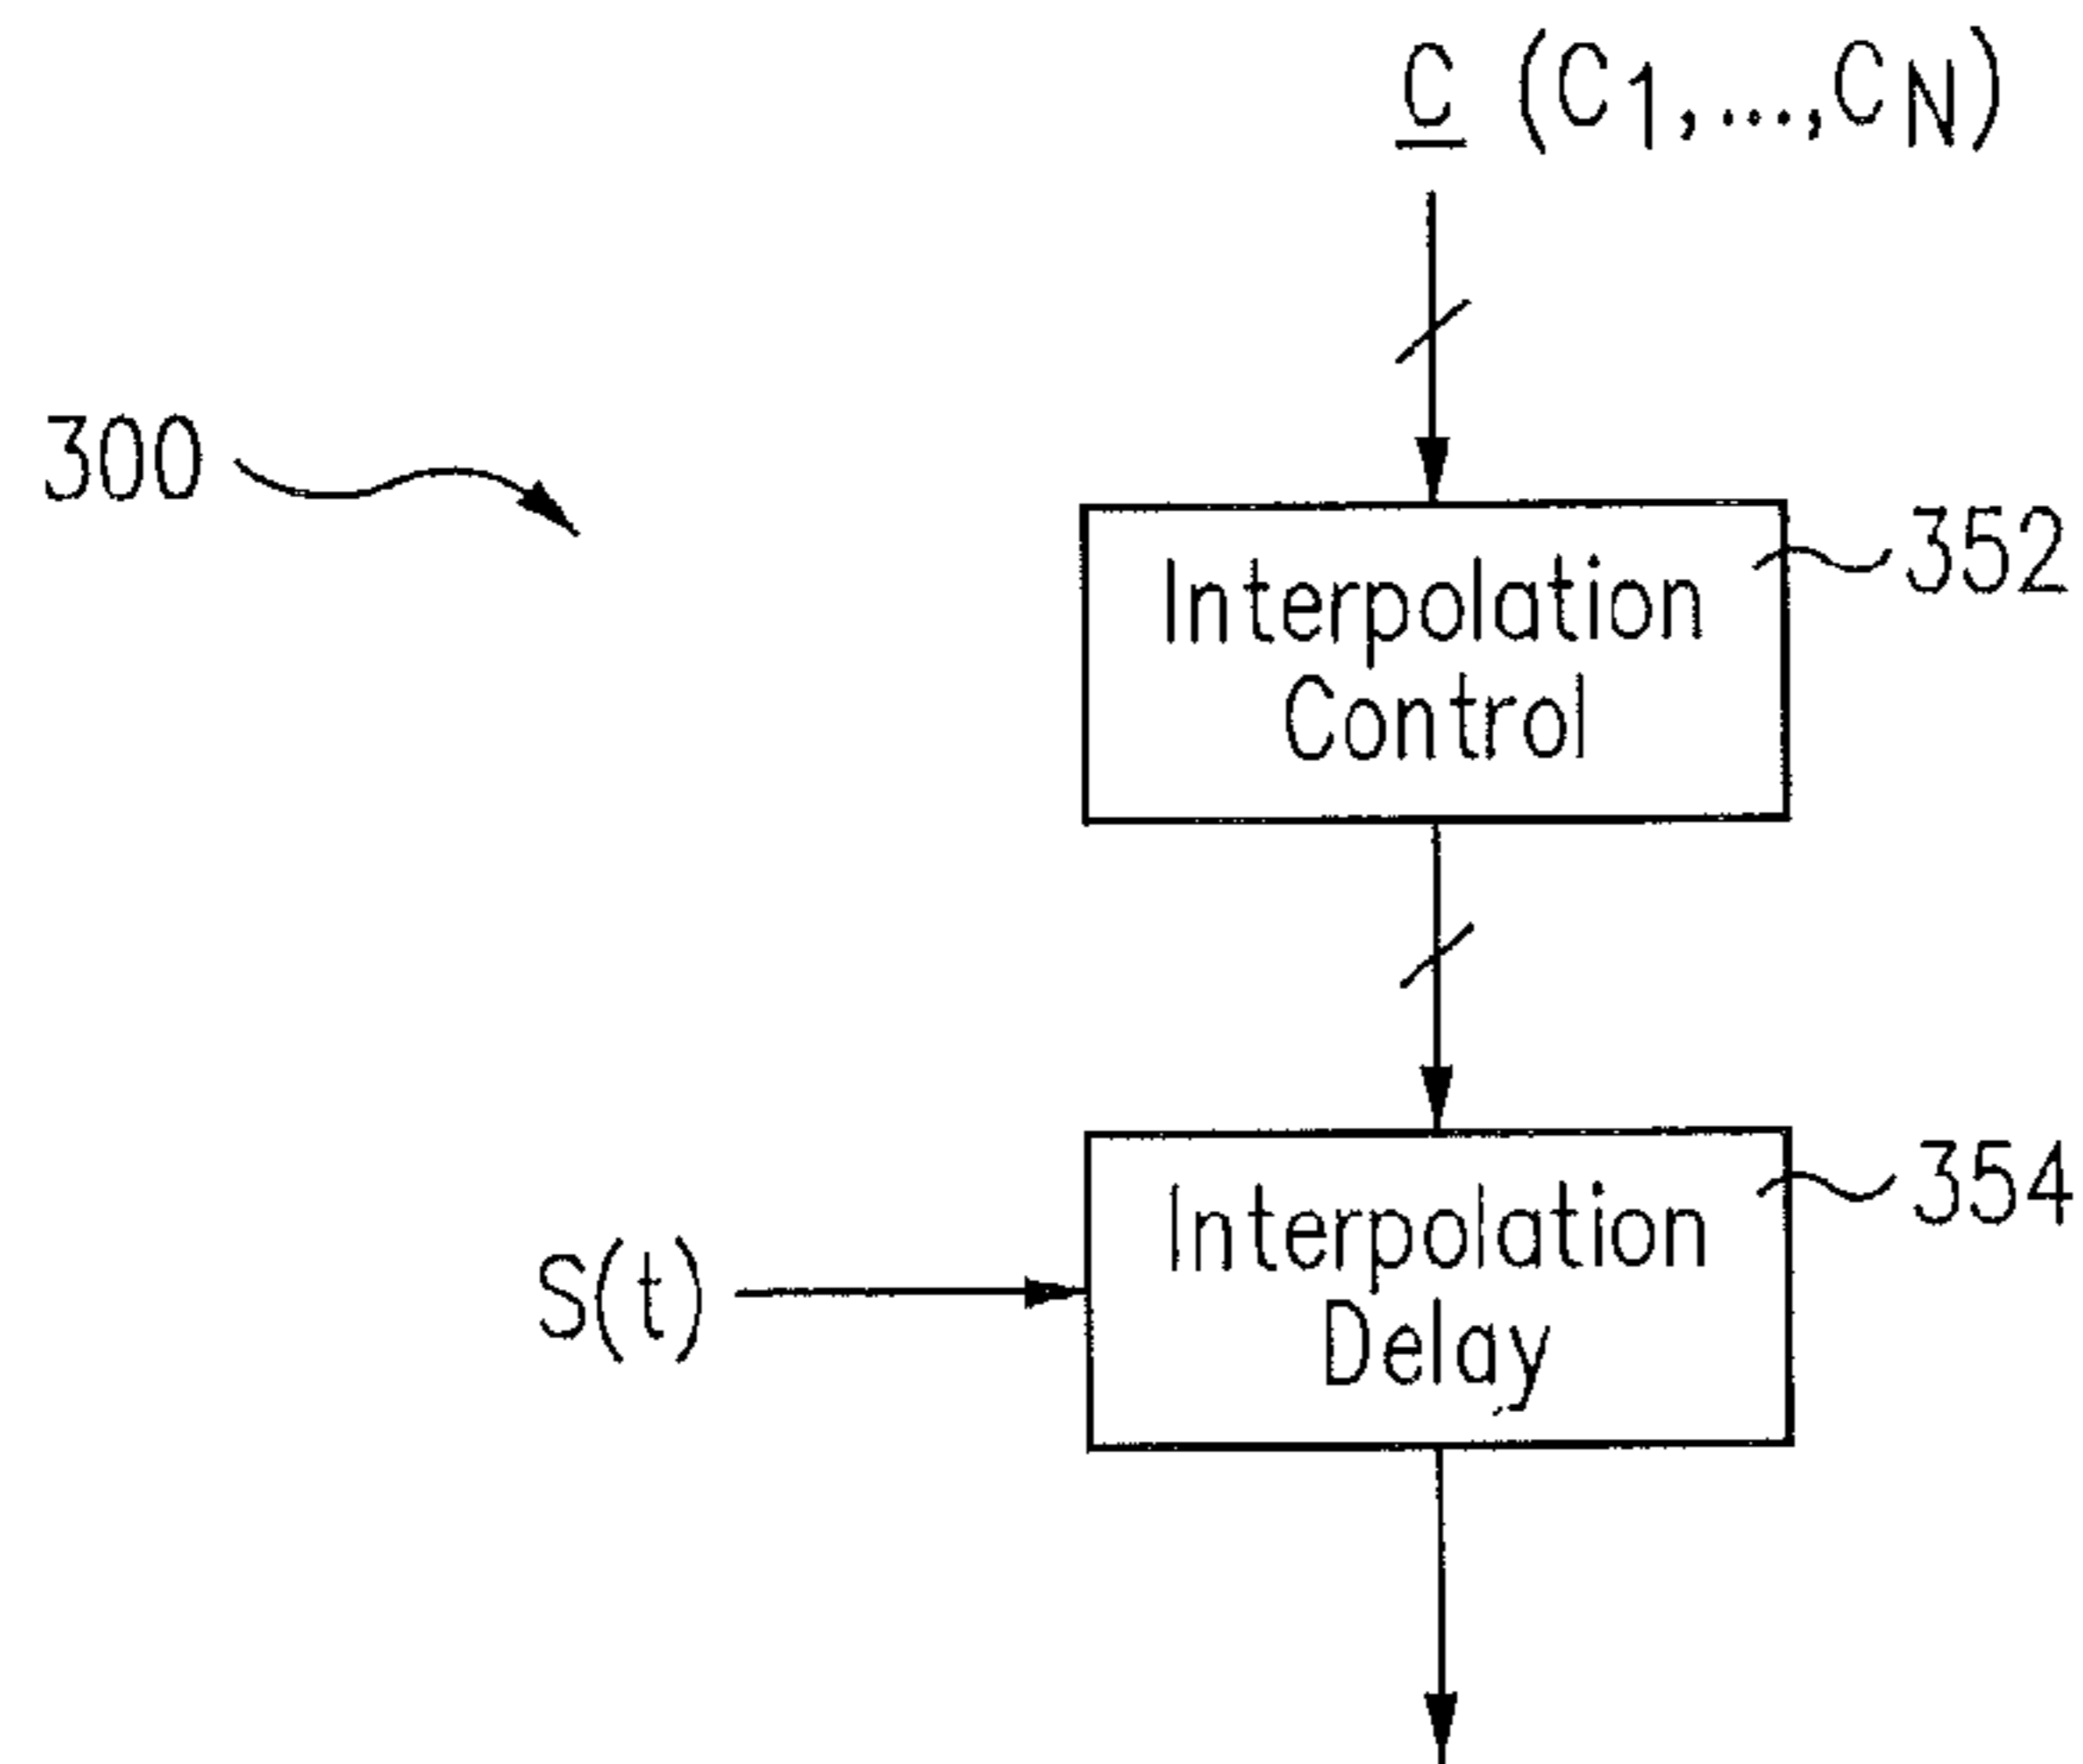 C (C1,...,CN)
300
352
Interpolation
Control
354
Interpolation
Delay
S(t)